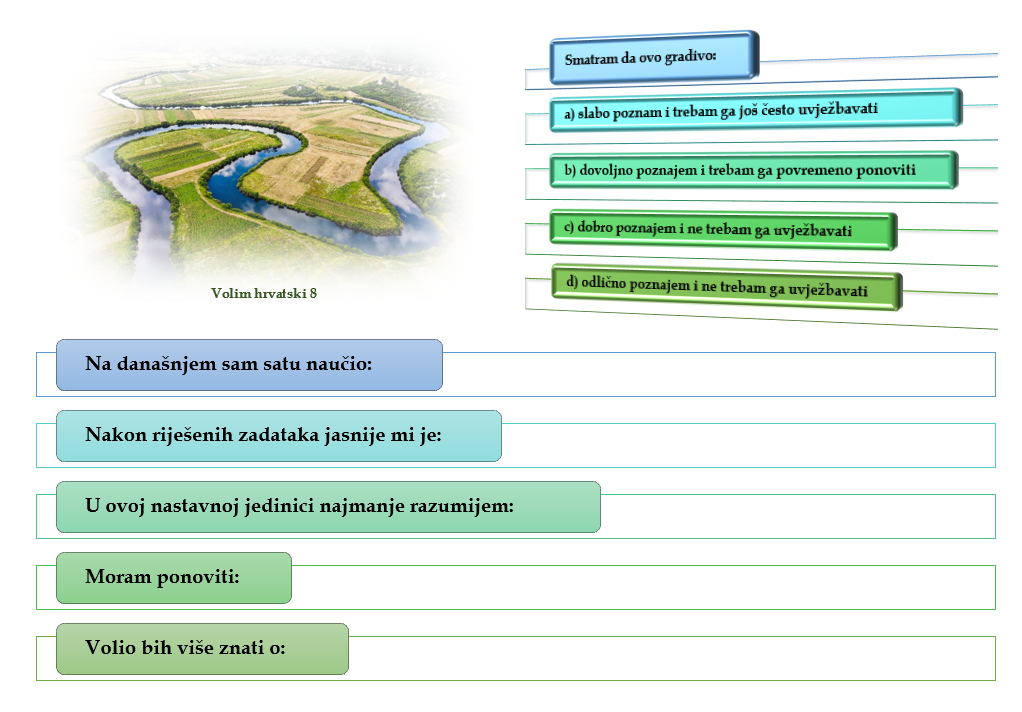 Volim hrvatski 8
Smatram da ovo gradivo:
a) slabo poznam i trebam ga još često uvježbavati
b) dovoljno poznajem i trebam ga povremeno ponoviti
c) dobro poznajem i ne trebam ga uvježbavati
d) odlično poznajem i ne trebam ga uvježbavati
Na današnjem sam satu naučio:
Nakon riješenih zadataka jasnije mi je:
U ovoj nastavnoj jedinici najmanje razumijem:
Moram ponoviti:
Volio bih više znati o: